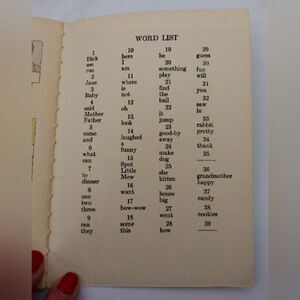 WORD LIST
1
Dick
see
run
2
Jane
3
Baby
4
Mother
Father
5
come
and
6
what
can
7
to
dinner
8
one
two
three
9
ran
they
10
here
I
am
11
where
is
not
12
said
oh
13
look
14
laughed
a
funny
15
Spot
Little
Mew
16
want
17
bow-wow
18
some
this
19
he
20
something
play
21
find
the
ball
22
it
jump
23
good-by
away
24
make
dog
25
she
kitten
26
house
big
27
went
28
how
29
guess
30
fun
will
31
you
32
saw
in
33
rabbit
pretty
34
thank
35
36
grandmother
happy
37
38
cookies
39